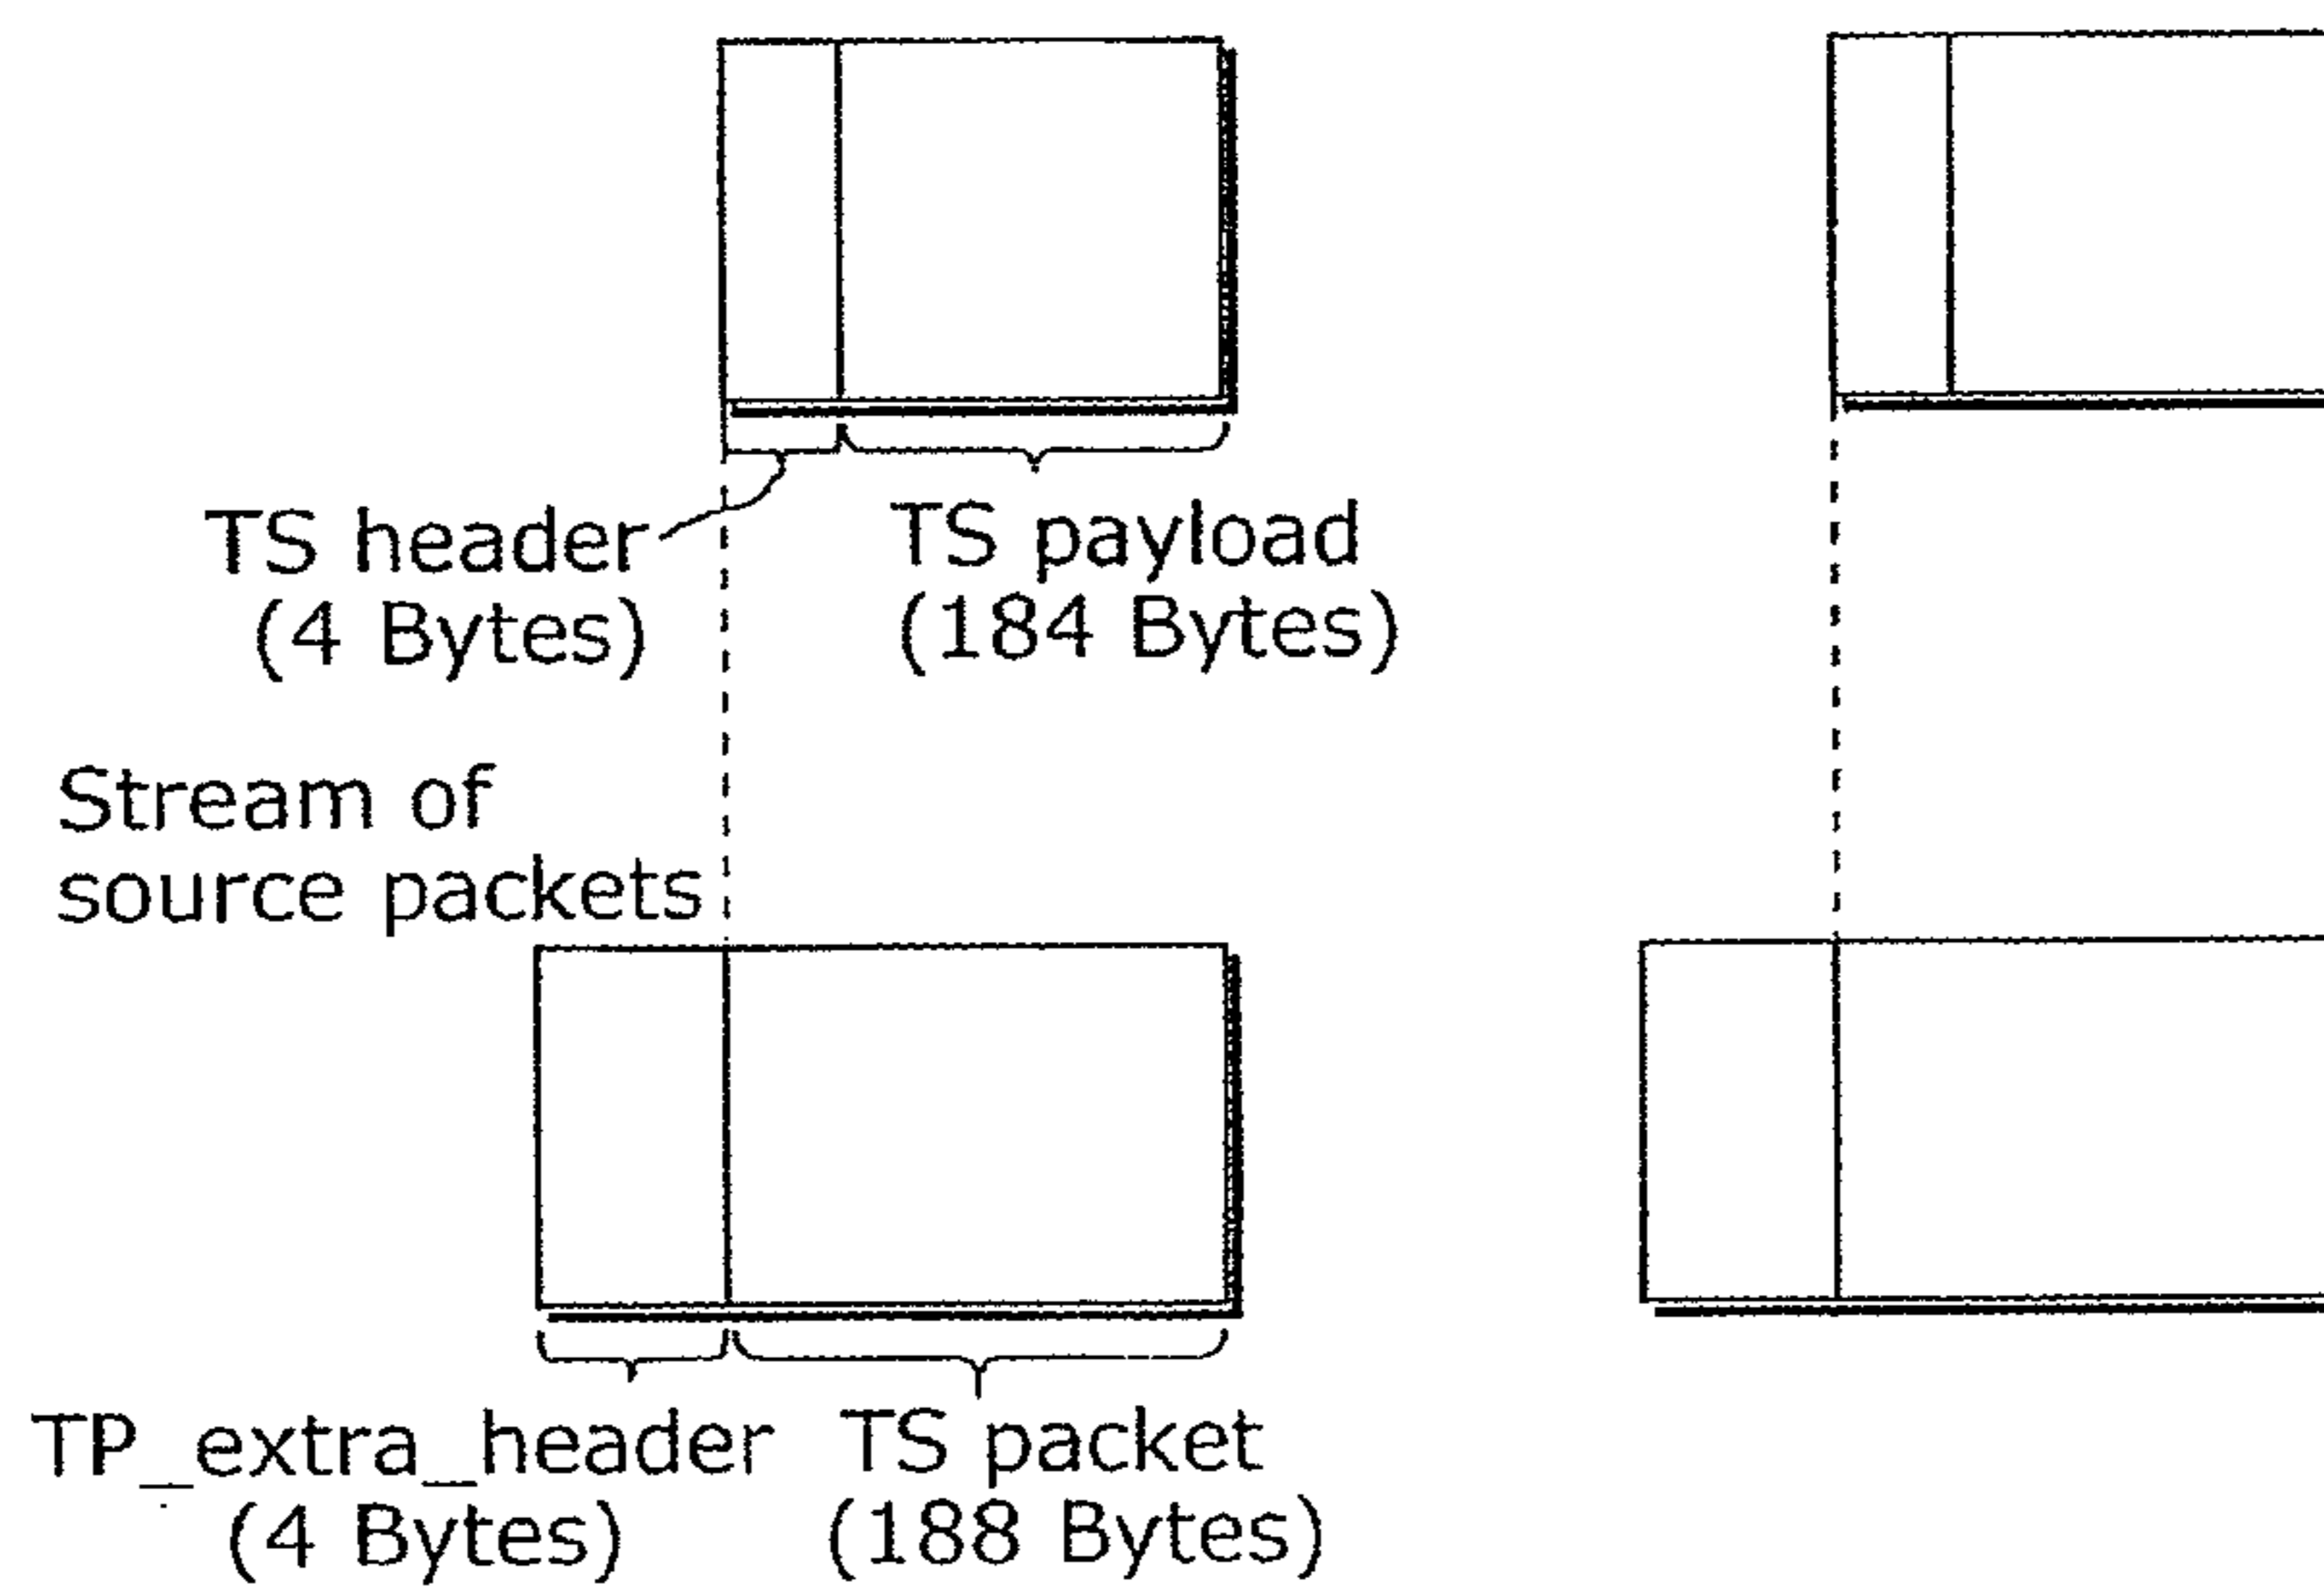 TS header
(4 Bytes)
TS payload
(184 Bytes)
Stream of
source packets
TP_extra_header
(4 Bytes)
TS packet
(188 Bytes)